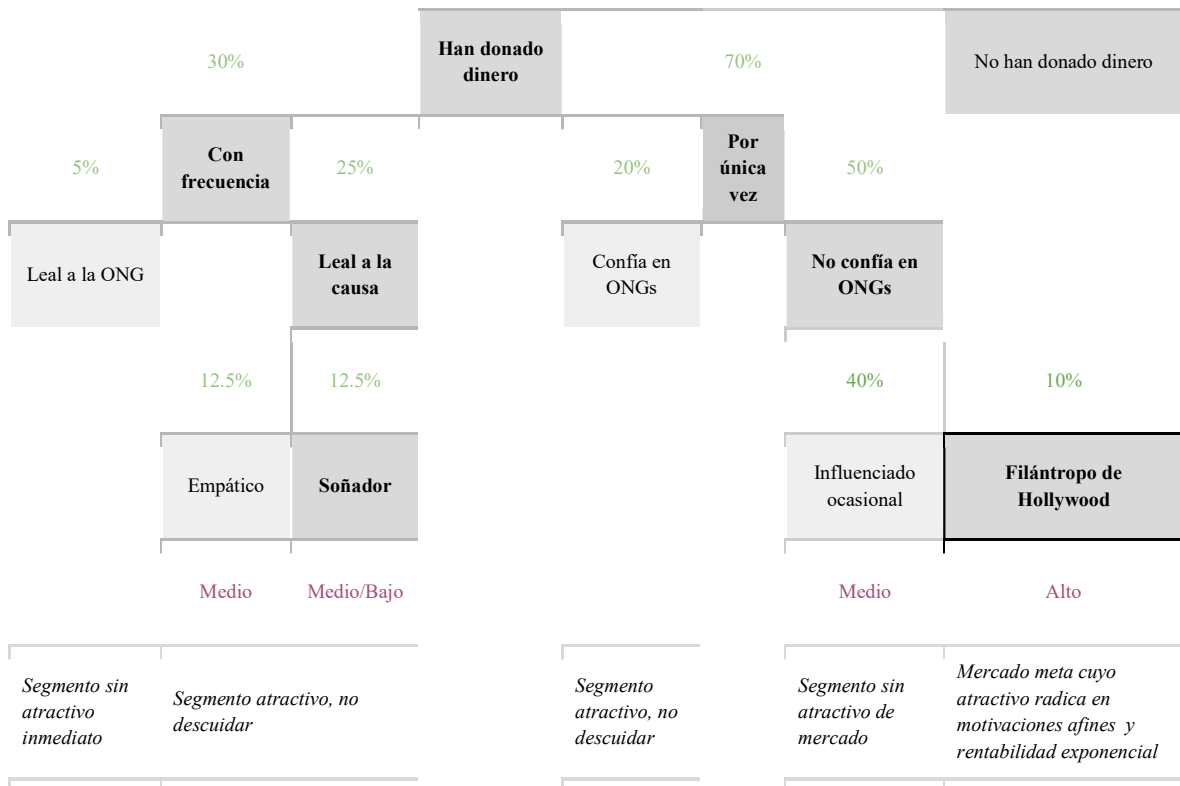 Han donado
dinero
30%
70%
No han donado dinero
5%
Con
frecuencia
25%
20%
Por
única
vez
50%
Leal a la ONG
Leal a la
causa
Confía en
ONGs
No confía en
ONGs
12.5%
12.5%
40%
10%
Empático
Soñador
Influenciado
ocasional
Filántropo de
Hollywood
Medio
Medio/Bajo
Medio
Alto
Segmento sin
atractivo
inmediato
Segmento atractivo, no
descuidar
Segmento
atractivo, no
descuidar
Segmento sin
atractivo de
mercado
Mercado meta cuyo
atractivo radica en
motivaciones afines y
rentabilidad exponencial